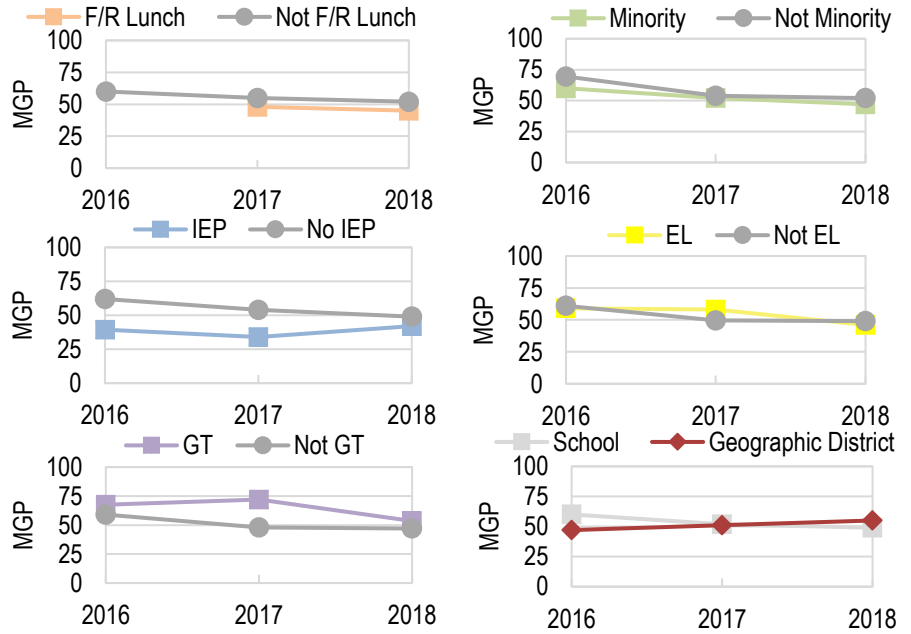 F/R Lunch Not F/R Lunch
100
75
50
25
0
MGP
2016 2017 2018
Minority Not Minority
100
75
50
25
0
MGP
2016 2017 2018
IEP No IEP
100
75
50
25
0
MGP
2016 2017 2018
EL Not EL
100
75
50
25
0
MGP
2016 2017 2018
GT Not GT
100
75
50
25
0
MGP
2016 2017 2018
School Geographic District
100
75
50
25
0
MGP
2016 2017 2018